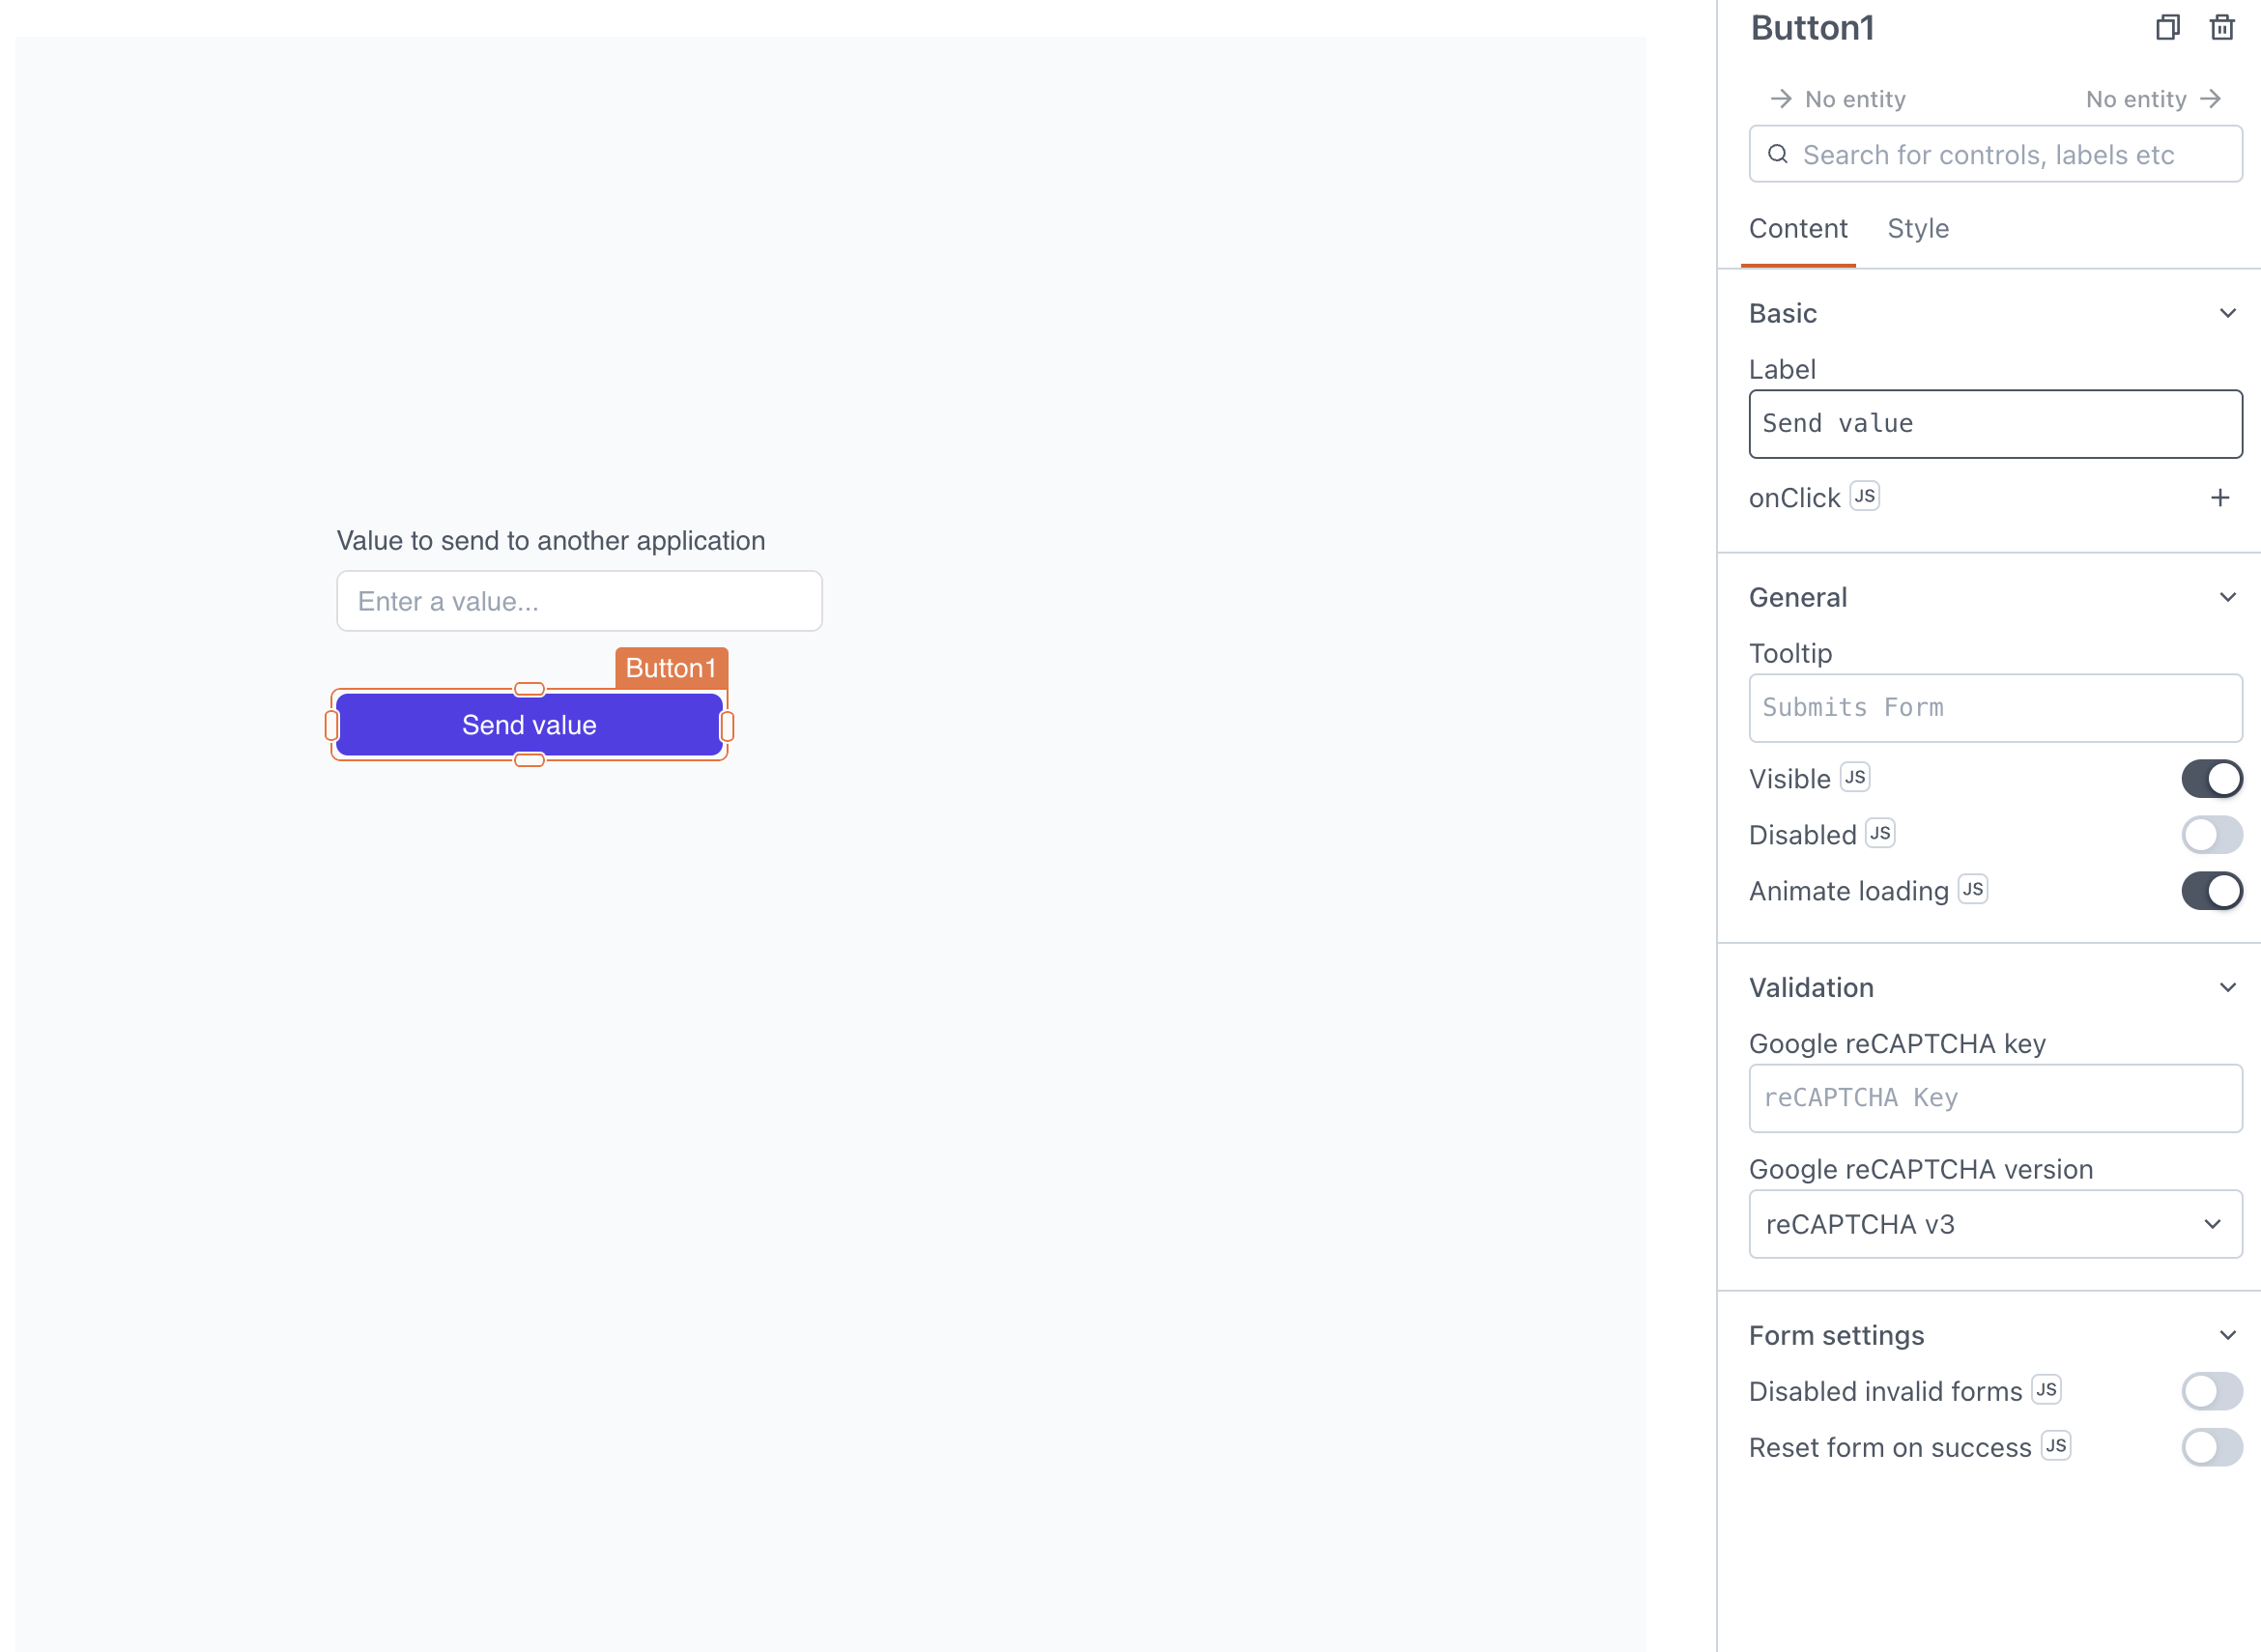 Value to send to another application
Enter a value...
Button1
Send value
Button1
No entity
No entity
Search for controls, labels etc
Content
Style
Basic
Label
Send value
onClick JS
General
Tooltip
Submits Form
Visible JS
Disabled JS
Animate loading JS
Validation
Google reCAPTCHA key
reCAPTCHA Key
Google reCAPTCHA version
reCAPTCHA v3
Form settings
Disabled invalid forms JS
Reset form on success JS